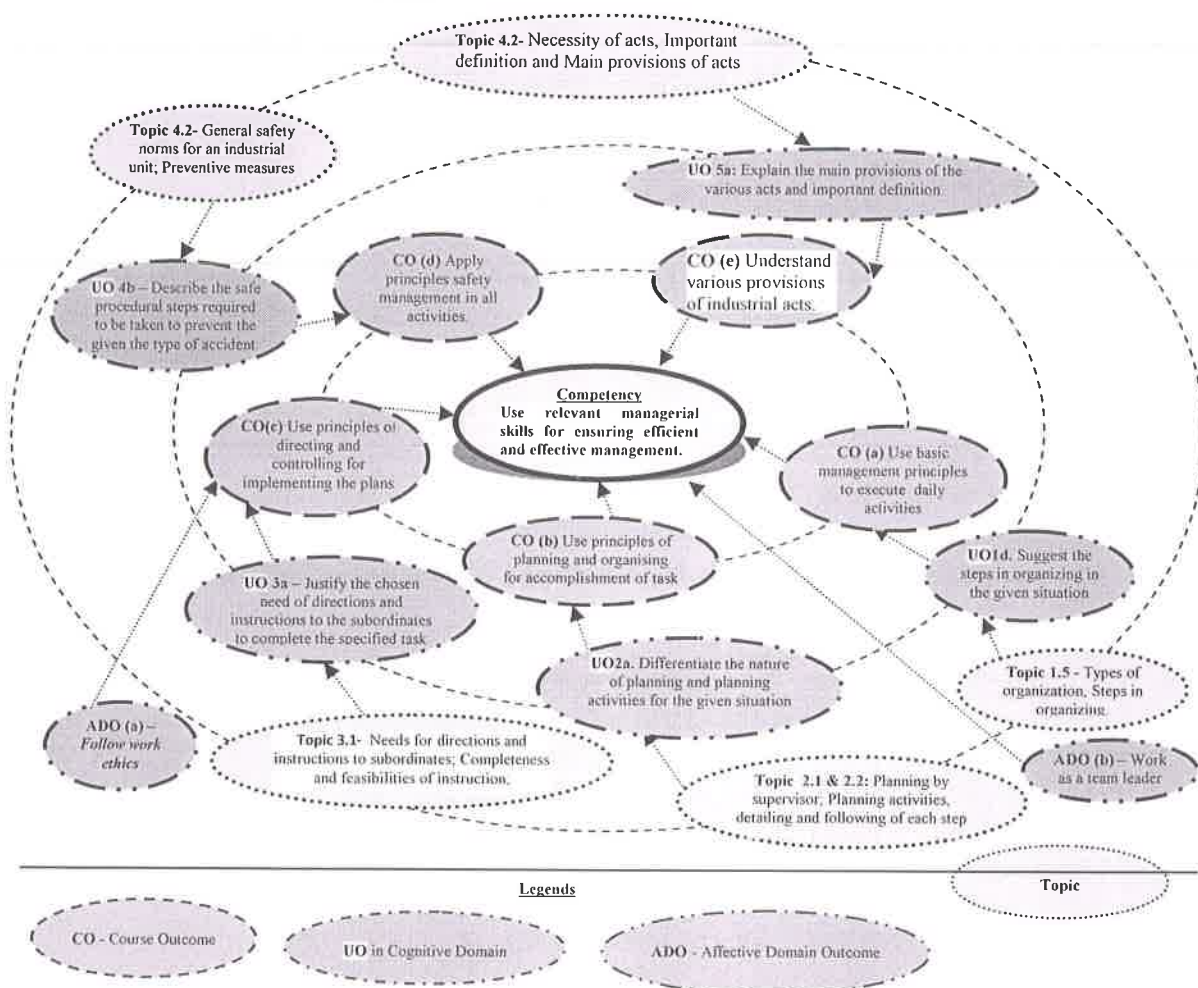 Topic 4.2- Necessity of acts, Important
definition and Main provisions of acts
Topic 4.2- General safety
norms for an industrial
unit; Preventive measures
UO 5a: Explain the main provisions of the
various acts and important definition.
CO (d) Apply
principles safety
management in all
activities.
CO (e) Understand
various provisions
of industrial acts.
UO 4b – Describe the safe
procedural steps required
to be taken to prevent the
given the type of accident.
Competency
Use relevant managerial
skills for ensuring efficient
and effective management.
CO(c) Use principles of
directing and
controlling for
implementing the plans
CO (a) Use basic
management principles
to execute daily
activities
CO (b) Use principles of
planning and organising
for accomplishment of task
UO1d. Suggest the
steps in organizing in
the given situation
UO 3a – Justify the chosen
need of directions and
instructions to the subordinates
to complete the specified task
UO2a. Differentiate the nature
of planning and planning
activities for the given situation
Topic 1.5 - Types of
organization, Steps in
organizing.
ADO (a) –
Follow work
ethics
Topic 3.1- Needs for directions and
instructions to subordinates; Completeness
and feasibilities of instruction.
ADO (b) – Work
as a team leader
Topic 2.1 & 2.2: Planning by
supervisor; Planning activities,
detailing and following of each step
Legends
Topic
CO - Course Outcome
UO in Cognitive Domain
ADO - Affective Domain Outcome